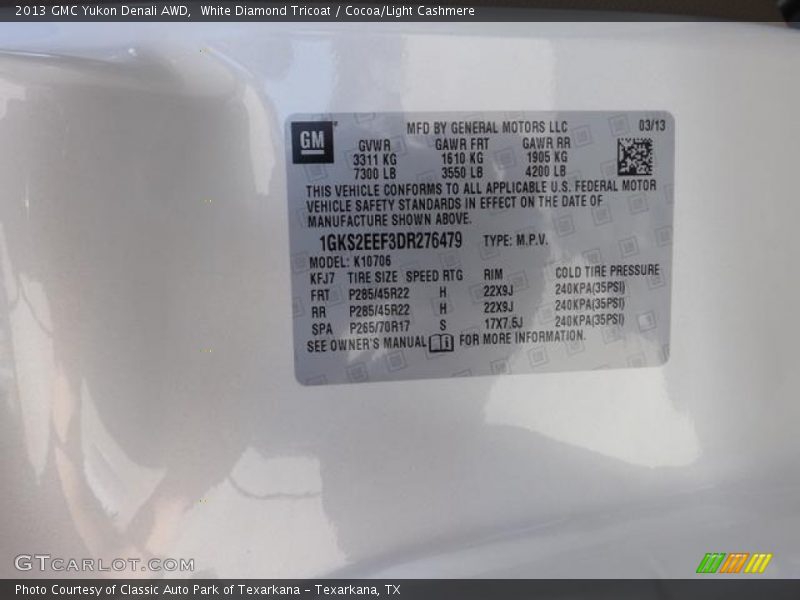 2013 GMC Yukon Denali AWD,  White Diamond Tricoat / Cocoa/Light Cashmere
GM
MFD BY GENERAL MOTORS LLC 03/13
GVWR GAWR FRT GAWR RR
3311 KG 1610 KG 1905 KG
7300 LB 3550 LB 4200 LB
THIS VEHICLE CONFORMS TO ALL APPLICABLE U.S. FEDERAL MOTOR
VEHICLE SAFETY STANDARDS IN EFFECT ON THE DATE OF
MANUFACTURE SHOWN ABOVE.
1GKS2EEF3DR276479 TYPE: M.P.V.
MODEL: K10706
KFJ7 TIRE SIZE SPEED RTG RIM COLD TIRE PRESSURE
FRT P285/45R22 H 22X9J 240KPA(35PSI)
RR P285/45R22 H 22X9J 240KPA(35PSI)
SPA P265/70R17 S 17X7.5J 240KPA(35PSI)
SEE OWNER'S MANUAL FOR MORE INFORMATION.
GTCARLOT.COM
Photo Courtesy of Classic Auto Park of Texarkana - Texarkana, TX